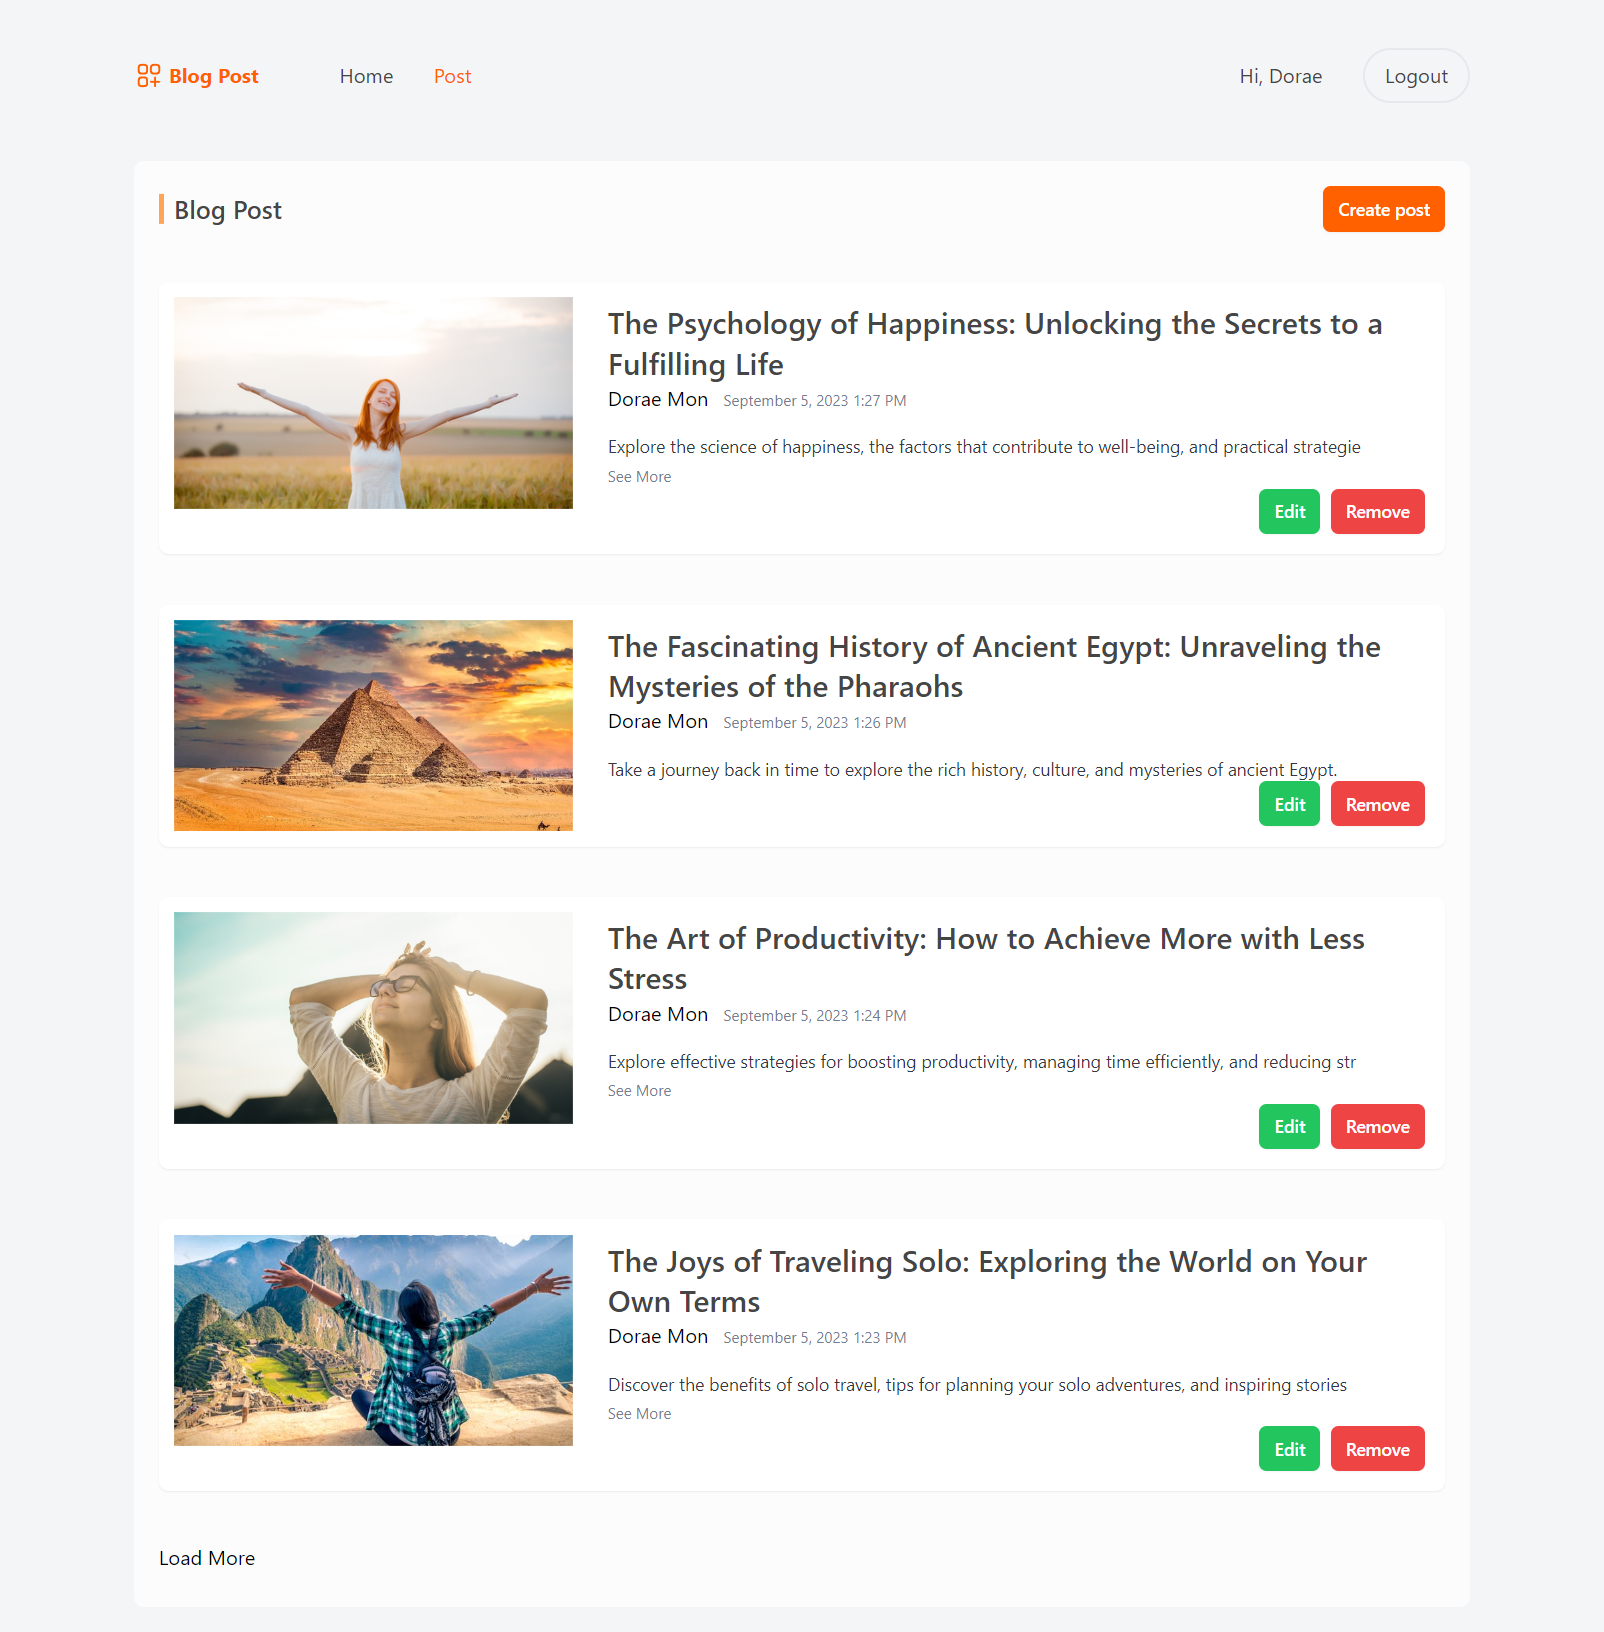 Blog Post
Home
Post
Hi, Dorae
Logout
Blog Post
Create post
The Psychology of Happiness: Unlocking the Secrets to a
Fulfilling Life
Dorae Mon September 5, 2023 1:27 PM
Explore the science of happiness, the factors that contribute to well-being, and practical strategie
See More
Edit
Remove
The Fascinating History of Ancient Egypt: Unraveling the
Mysteries of the Pharaohs
Dorae Mon September 5, 2023 1:26 PM
Take a journey back in time to explore the rich history, culture, and mysteries of ancient Egypt.
Edit
Remove
The Art of Productivity: How to Achieve More with Less
Stress
Dorae Mon September 5, 2023 1:24 PM
Explore effective strategies for boosting productivity, managing time efficiently, and reducing str
See More
Edit
Remove
The Joys of Traveling Solo: Exploring the World on Your
Own Terms
Dorae Mon September 5, 2023 1:23 PM
Discover the benefits of solo travel, tips for planning your solo adventures, and inspiring stories
See More
Edit
Remove
Load More